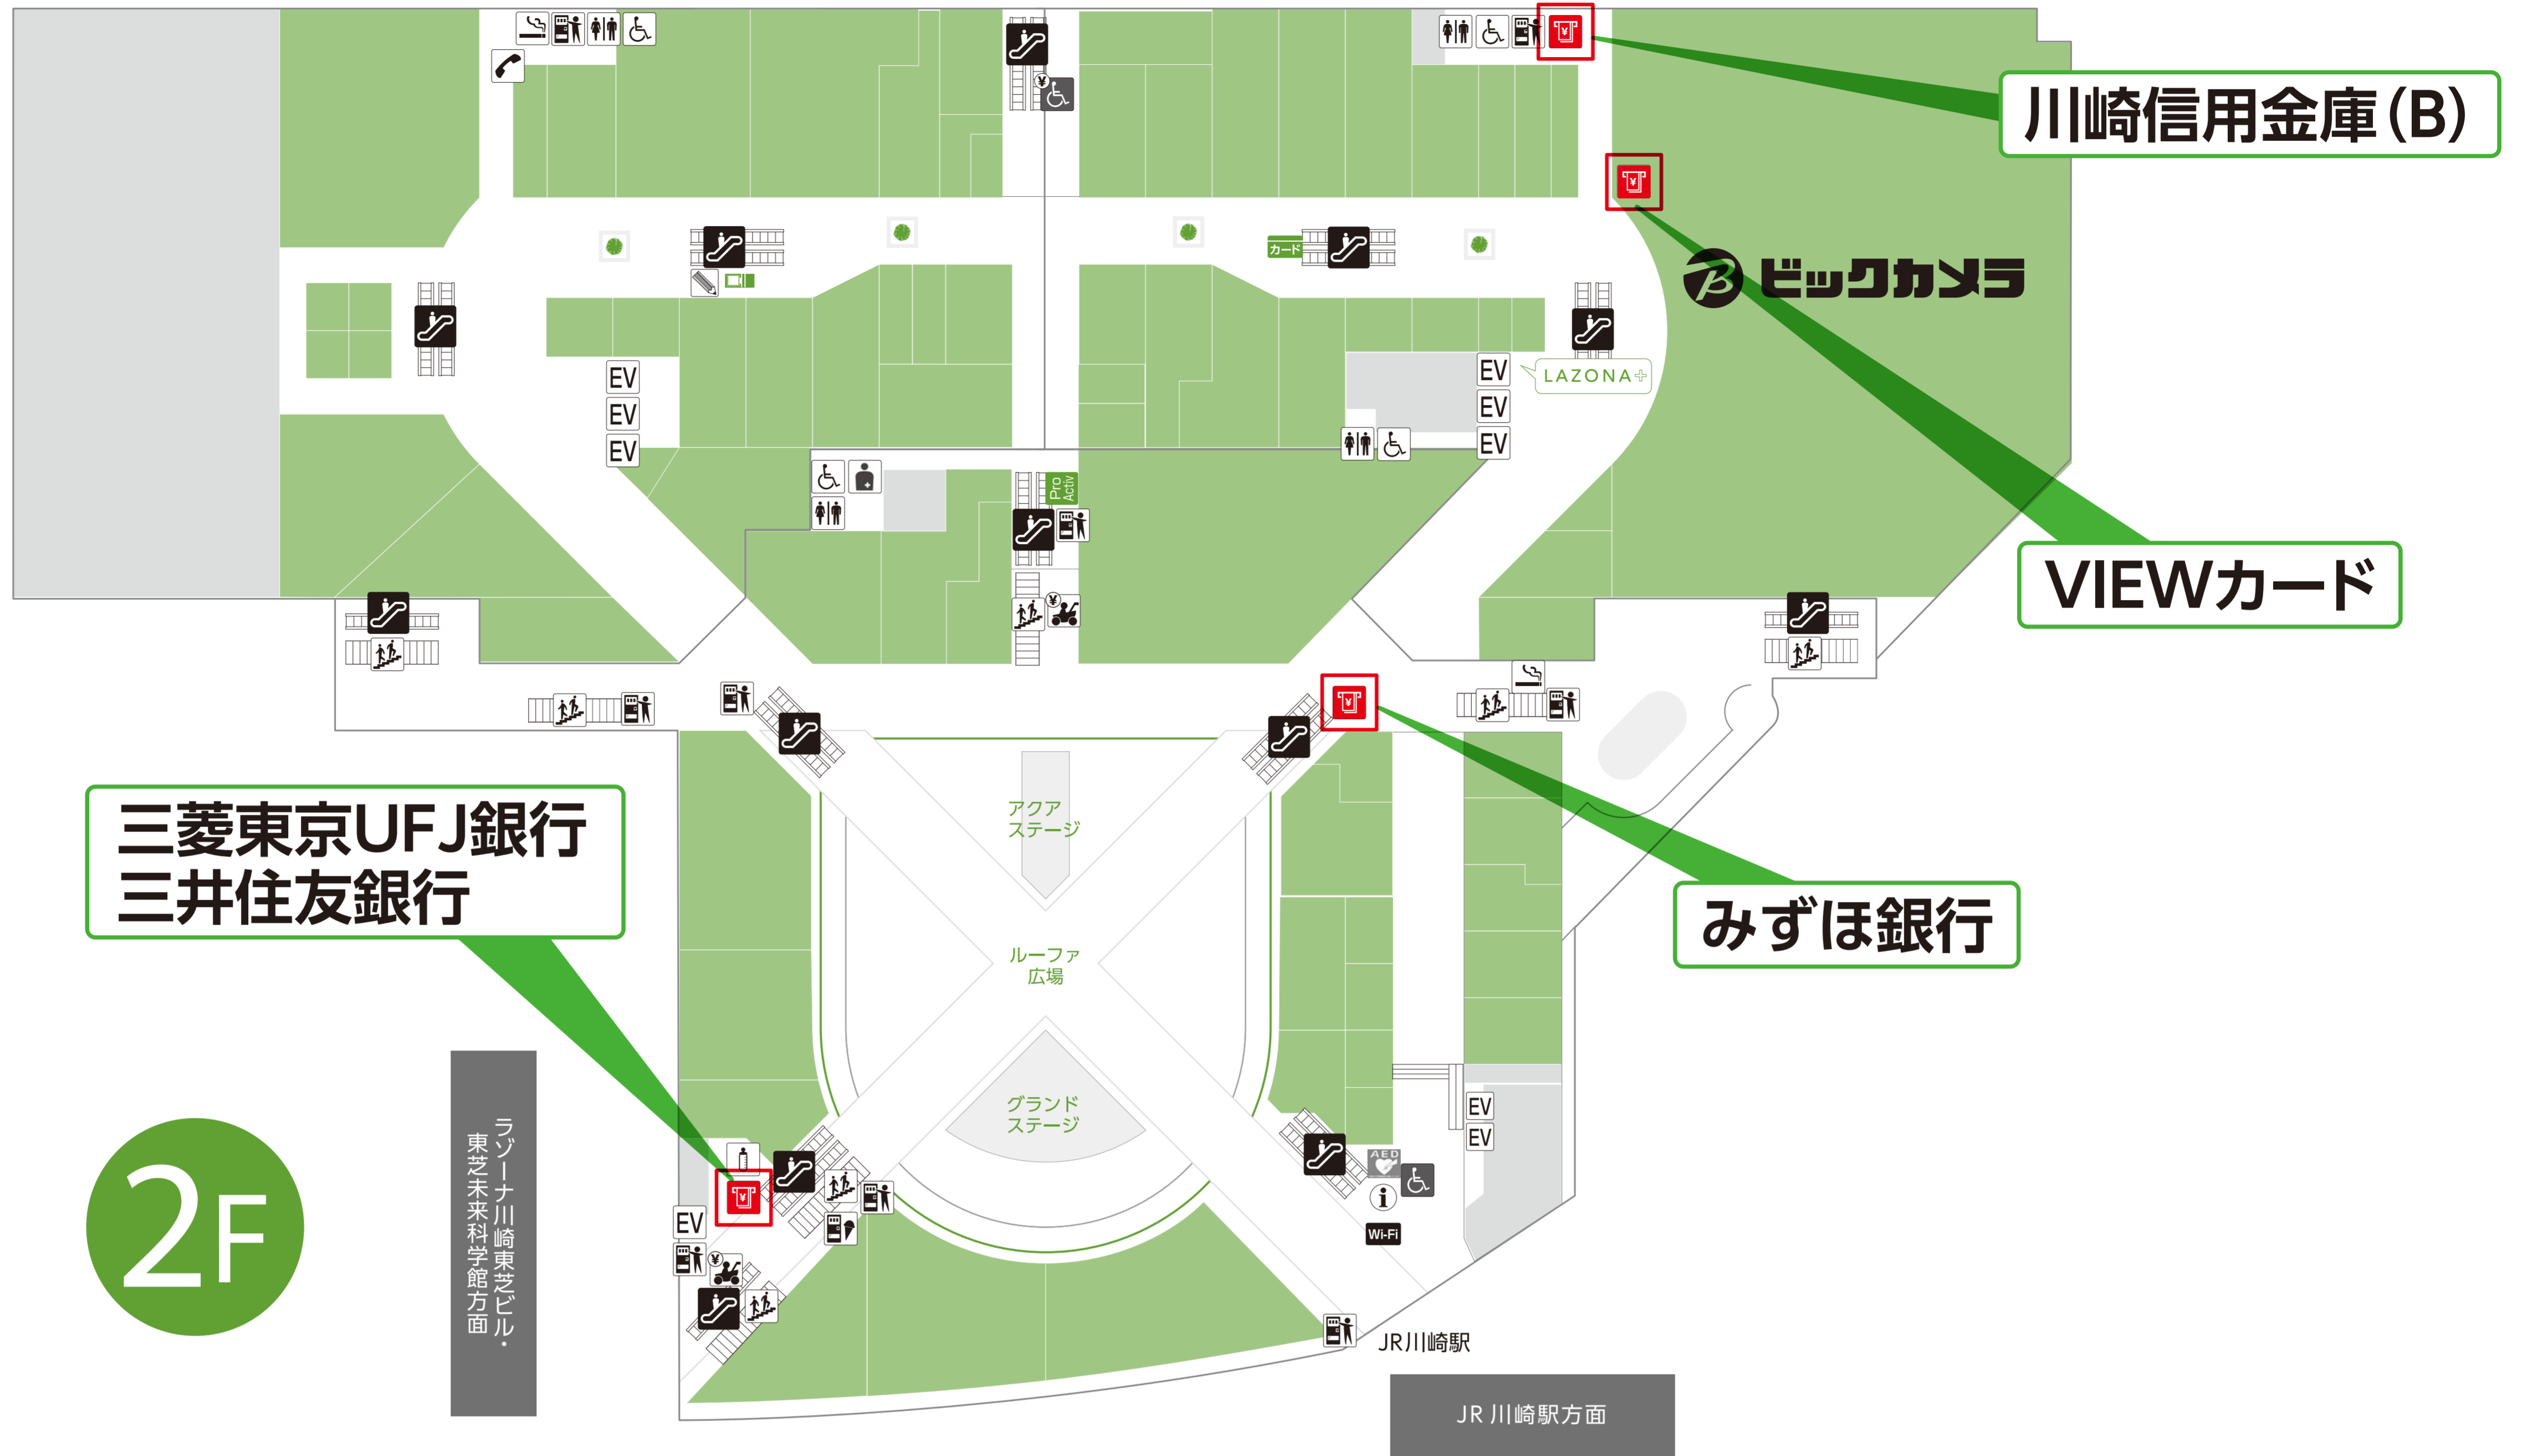 川崎信用金庫(B)
¥
カード
ビックカメラ
EV
EV
EV
EV
EV
EV
LAZONA
Pro
Activ
¥
VIEWカード
アクア
ステージ
三菱東京UFJ銀行
三井住友銀行
みずほ銀行
ルーファ
広場
グランド
ステージ
ラゾーナ川崎東芝ビル・
東芝未来科学館方面
EV
EV
AED
EV
¥
i
Wi-Fi
2F
JR川崎駅
JR 川崎駅方面